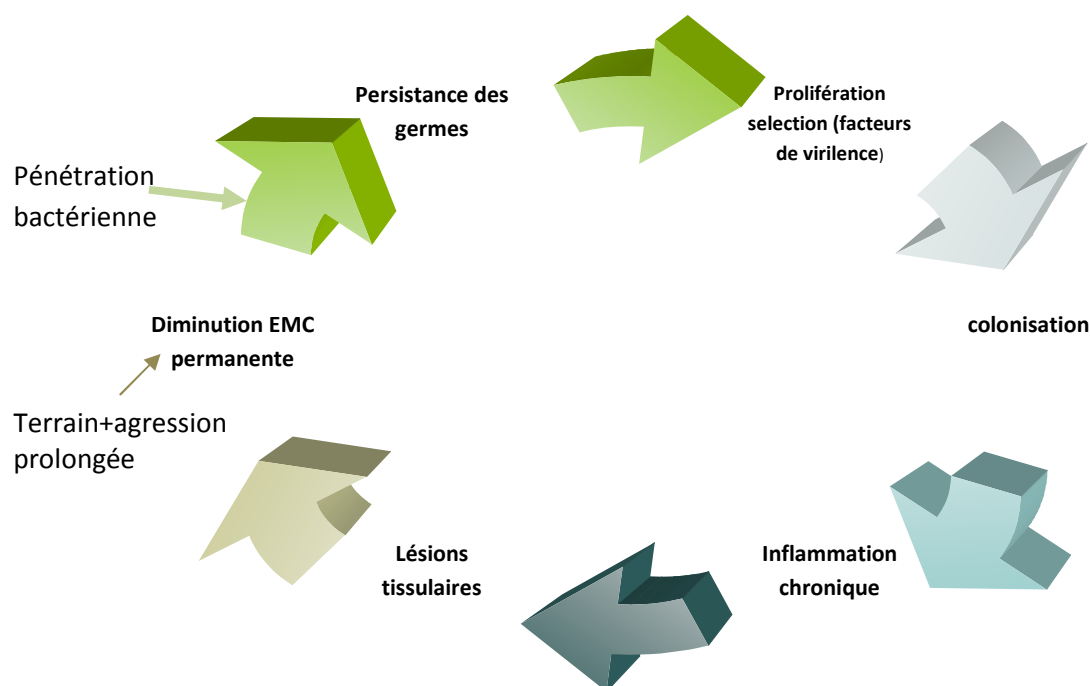 Persistance des
germes
Prolifération
selection (facteurs
de virilence)
Pénétration
bactérienne
Diminution EMC
permanente
colonisation
Terrain+agression
prolongée
Lésions
tissulaires
Inflammation
chronique